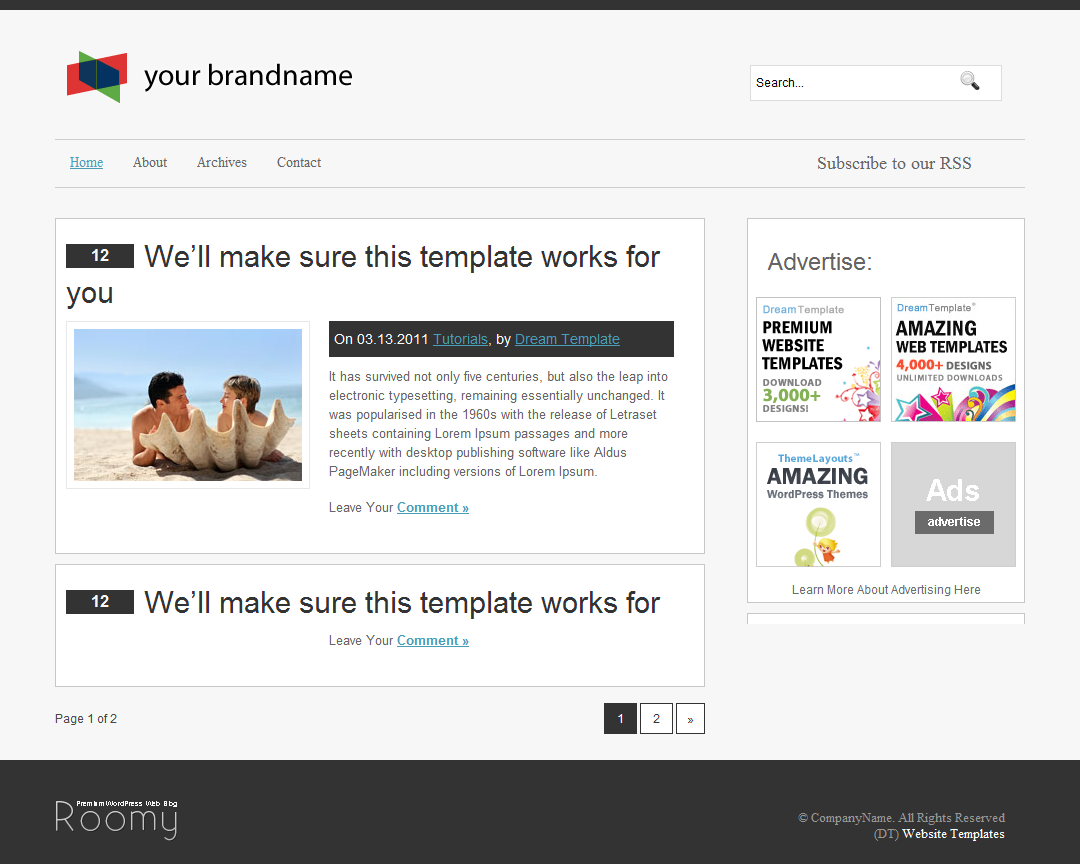 your brandname
Search...
Home About Archives Contact
Subscribe to our RSS
12 We’ll make sure this template works for
you
On 03.13.2011 Tutorials, by Dream Template
It has survived not only five centuries, but also the leap into
electronic typesetting, remaining essentially unchanged. It
was popularised in the 1960s with the release of Letraset
sheets containing Lorem Ipsum passages and more
recently with desktop publishing software like Aldus
PageMaker including versions of Lorem Ipsum.
Leave Your Comment »
12 We’ll make sure this template works for
Leave Your Comment »
Page 1 of 2
1 2 »
Advertise:
DreamTemplate
PREMIUM
WEBSITE
TEMPLATES
DOWNLOAD
3,000+
DESIGNS!
DreamTemplate®
AMAZING
WEB TEMPLATES
4,000+ DESIGNS
UNLIMITED DOWNLOADS
ThemeLayouts™
AMAZING
WordPress Themes
Ads
advertise
Learn More About Advertising Here
Premium WordPress Web Blog
Roomy
© CompanyName. All Rights Reserved
(DT) Website Templates